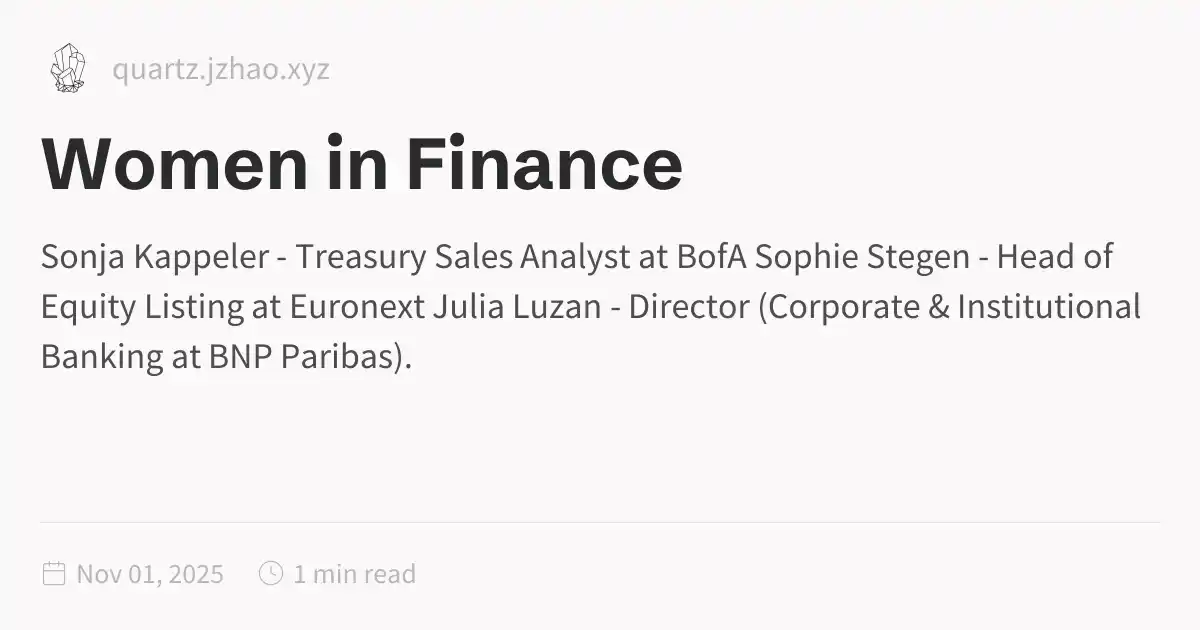 quartz.jzhao.xyz
Women in Finance
Sonja Kappeler - Treasury Sales Analyst at BofA Sophie Stegen - Head of
Equity Listing at Euronext Julia Luzan - Director (Corporate & Institutional
Banking at BNP Paribas).
Nov 01, 2025 1 min read